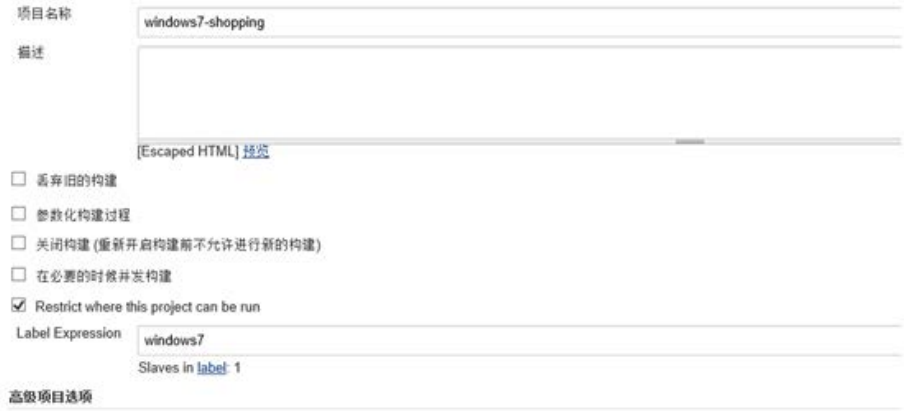 项目名称
windows7-shopping
描述
[Escaped HTML] 预览
丢弃旧的构建
参数化构建过程
关闭构建 (重新开启构建前不允许进行新的构建)
在必要的时候并发构建
Restrict where this project can be run
Label Expression
windows7
Slaves in label: 1
高级项目选项